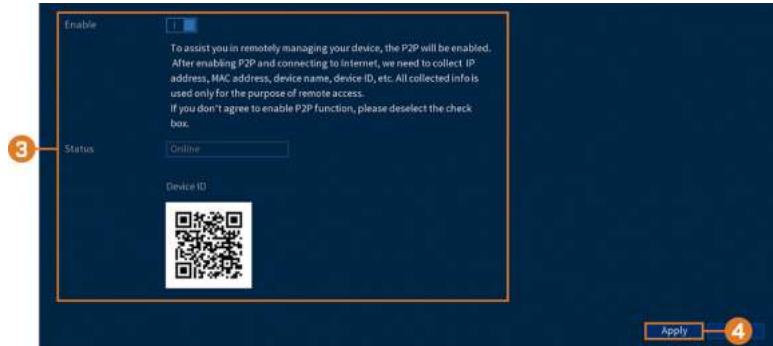 Enable
I
To assist you in remotely managing your device, the P2P will be enabled.
After enabling P2P and connecting to Internet, we need to collect IP
address, MAC address, device name, device ID, etc. All collected info is
used only for the purpose of remote access.
If you don't agree to enable P2P function, please deselect the check
box.
3
Status
Online
Device ID
Apply
4